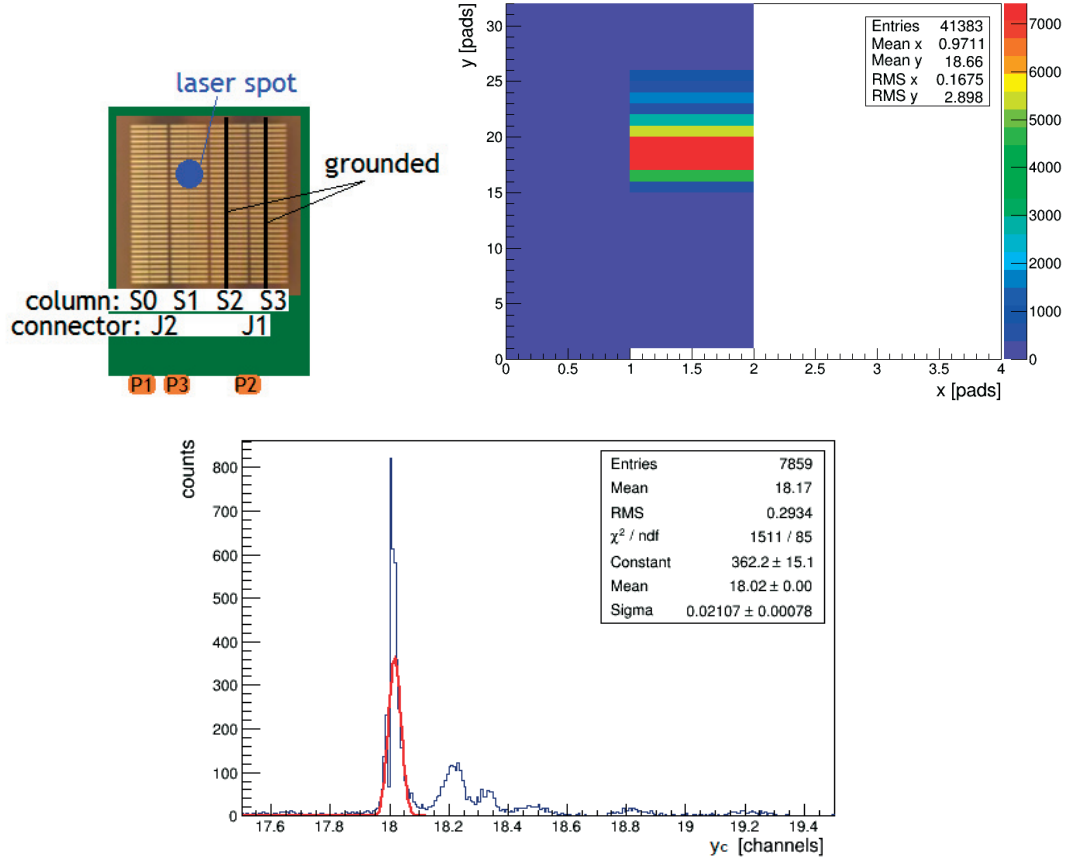 laser spot
grounded
column: S0 S1 S2 S3
connector: J2 J1
P1 P3 P2
y [pads]
30
25
20
15
10
5
0
0 0.5 1 1.5 2 2.5 3 3.5 4
x [pads]
Entries 41383
Mean x 0.9711
Mean y 18.66
RMS x 0.1675
RMS y 2.898
7000
6000
5000
4000
3000
2000
1000
0
counts
800
700
600
500
400
300
200
100
0
17.6 17.8 18 18.2 18.4 18.6 18.8 19 19.2 19.4
yc [channels]
Entries 7859
Mean 18.17
RMS 0.2934
χ² / ndf 1511 / 85
Constant 362.2 ± 15.1
Mean 18.02 ± 0.00
Sigma 0.02107 ± 0.00078